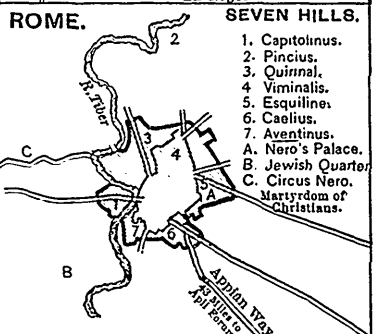 ROME.
SEVEN HILLS.
1. Capitolinus.
2. Pincius.
3. Quirinal.
4 Viminalis.
5. Esquiline.
6. Caelius.
7. Aventinus.
A. Nero's Palace.
B. Jewish Quarter
C. Circus Nero.
Martyrdom of
Christians.
2
R. Tiber
3
4
C
5
A
1
7
6
B
Appian Way
43 Miles to
Apii Forum